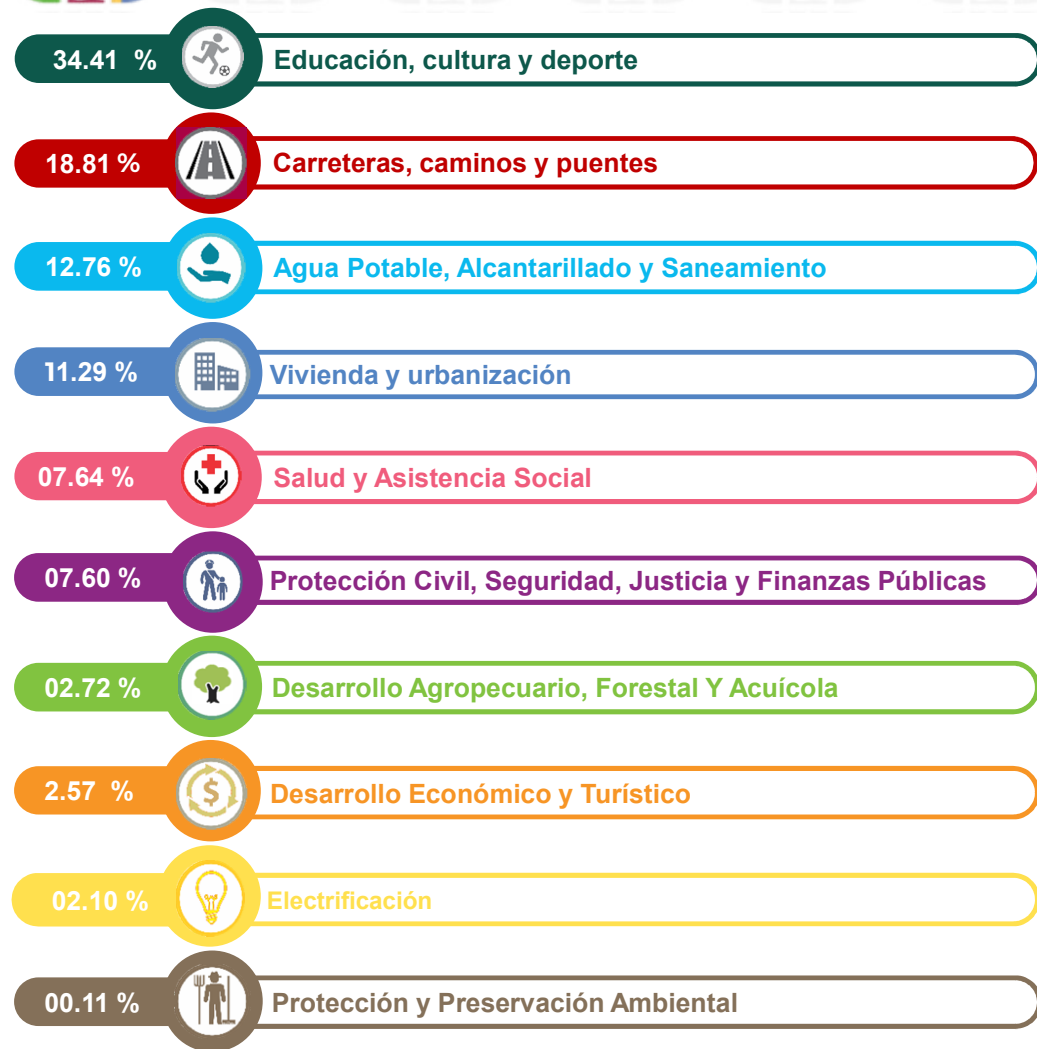 34.41 % Educación, cultura y deporte
18.81 % Carreteras, caminos y puentes
12.76 % Agua Potable, Alcantarillado y Saneamiento
11.29 % Vivienda y urbanización
07.64 % Salud y Asistencia Social
07.60 % Protección Civil, Seguridad, Justicia y Finanzas Públicas
02.72 % Desarrollo Agropecuario, Forestal Y Acuícola
2.57 % Desarrollo Económico y Turístico
02.10 % Electrificación
00.11 % Protección y Preservación Ambiental